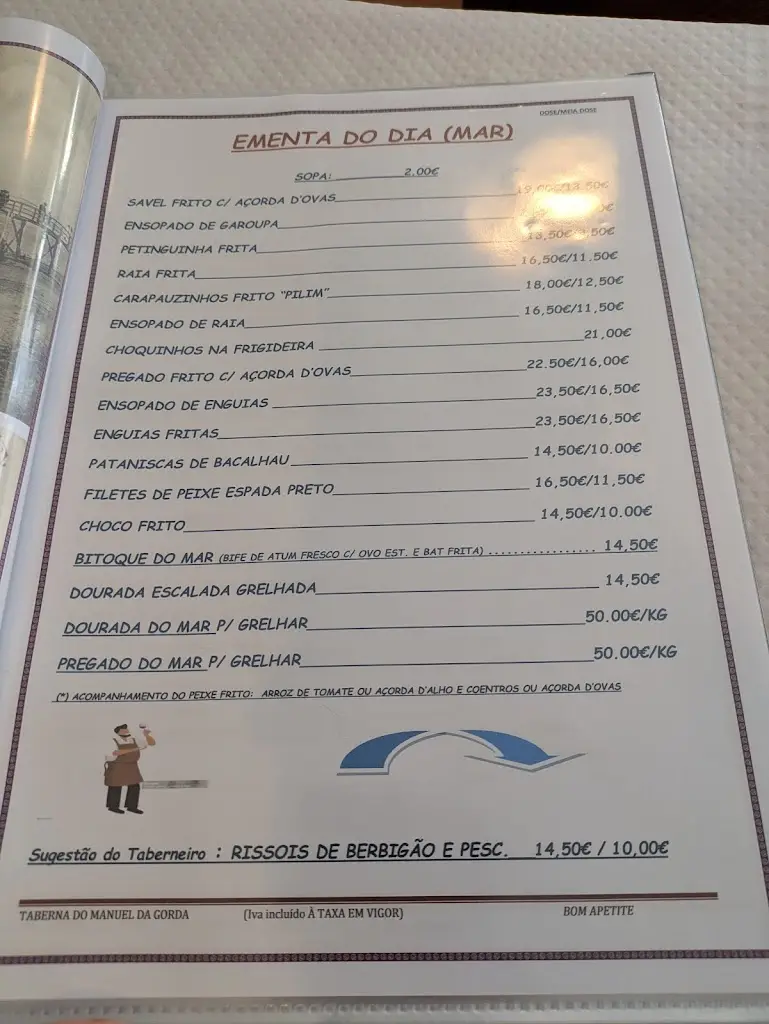 DOSE/MEIA DOSE
EMENTA DO DIA (MAR)
SOPA: 2.00€
SAVEL FRITO C/ AÇORDA D'OVAS 19,00€/13.50€
ENSOPADO DE GAROUPA
PETINGUINHA FRITA 13,50€
RAIA FRITA 16,50€/11.50€
CARAPAUZINHOS FRITO "PILIM" 18,00€/12,50€
ENSOPADO DE RAIA 16,50€/11,50€
CHOQUINHOS NA FRIGIDEIRA 21,00€
PREGADO FRITO C/ AÇORDA D'OVAS 22.50€/16,00€
ENSOPADO DE ENGUIAS 23,50€/16,50€
ENGUIAS FRITAS 23,50€/16,50€
PATANISCAS DE BACALHAU 14,50€/10.00€
FILETES DE PEIXE ESPADA PRETO 16,50€/11,50€
CHOCO FRITO 14,50€/10.00€
BITOQUE DO MAR (BIFE DE ATUM FRESCO C/ OVO EST. E BAT FRITA) ................. 14,50€
DOURADA ESCALADA GRELHADA 14,50€
DOURADA DO MAR P/ GRELHAR 50.00€/KG
PREGADO DO MAR P/ GRELHAR 50.00€/KG
(*) ACOMPANHAMENTO DO PEIXE FRITO: ARROZ DE TOMATE OU AÇORDA D'ALHO E COENTROS OU AÇORDA D'OVAS
Sugestão do Taberneiro : RISSOIS DE BERBIGÃO E PESC. 14,50€ / 10,00€
TABERNA DO MANUEL DA GORDA (Iva incluído À TAXA EM VIGOR) BOM APETITE